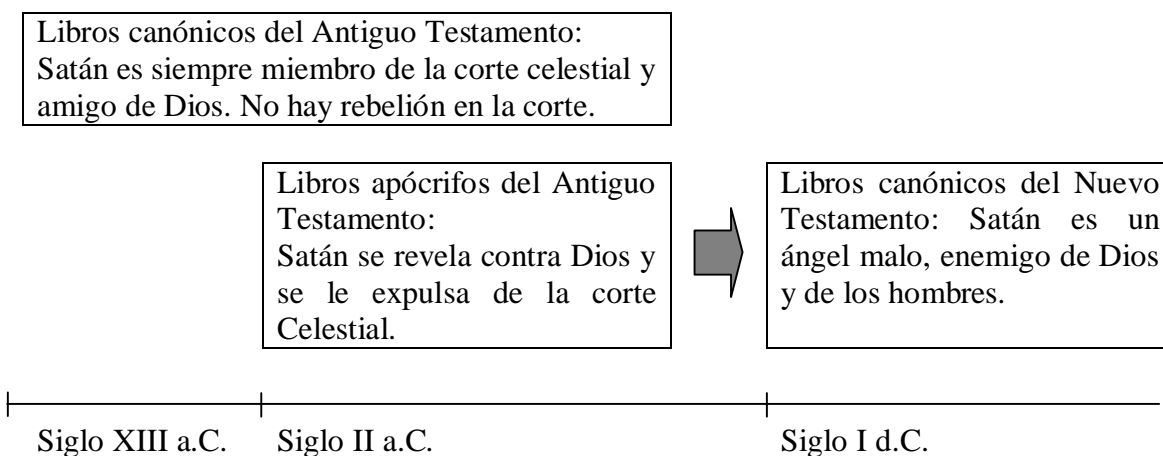 Libros canónicos del Antiguo Testamento:
Satán es siempre miembro de la corte celestial y
amigo de Dios. No hay rebelión en la corte.
Libros apócrifos del Antiguo
Testamento:
Satán se revela contra Dios y
se le expulsa de la corte
Celestial.
Libros canónicos del Nuevo
Testamento: Satán es un
ángel malo, enemigo de Dios
y de los hombres.
Siglo XIII a.C.
Siglo II a.C.
Siglo I d.C.